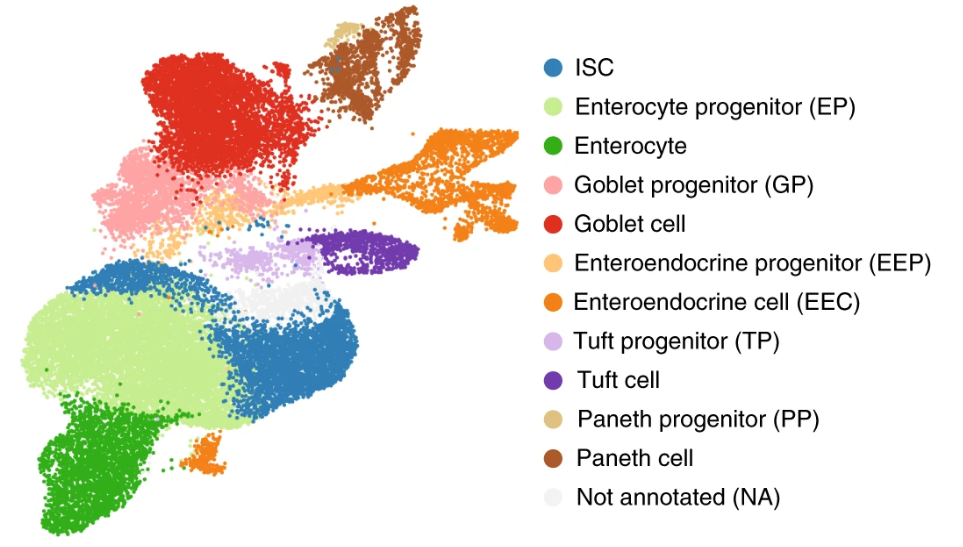 ISC
Enterocyte progenitor (EP)
Enterocyte
Goblet progenitor (GP)
Goblet cell
Enteroendocrine progenitor (EEP)
Enteroendocrine cell (EEC)
Tuft progenitor (TP)
Tuft cell
Paneth progenitor (PP)
Paneth cell
Not annotated (NA)